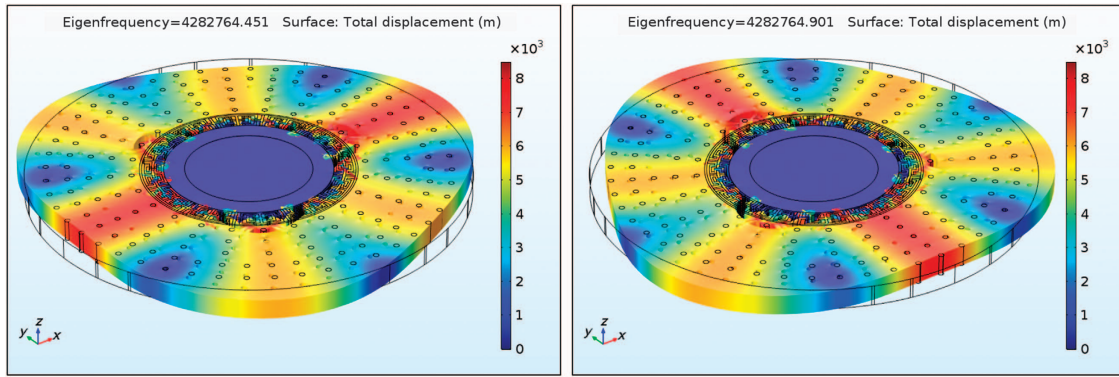 Eigenfrequency=4282764.451 Surface: Total displacement (m)
×10³
8
7
6
5
4
3
2
1
0
z
y
x
Eigenfrequency=4282764.901 Surface: Total displacement (m)
×10³
8
7
6
5
4
3
2
1
0
z
y
x